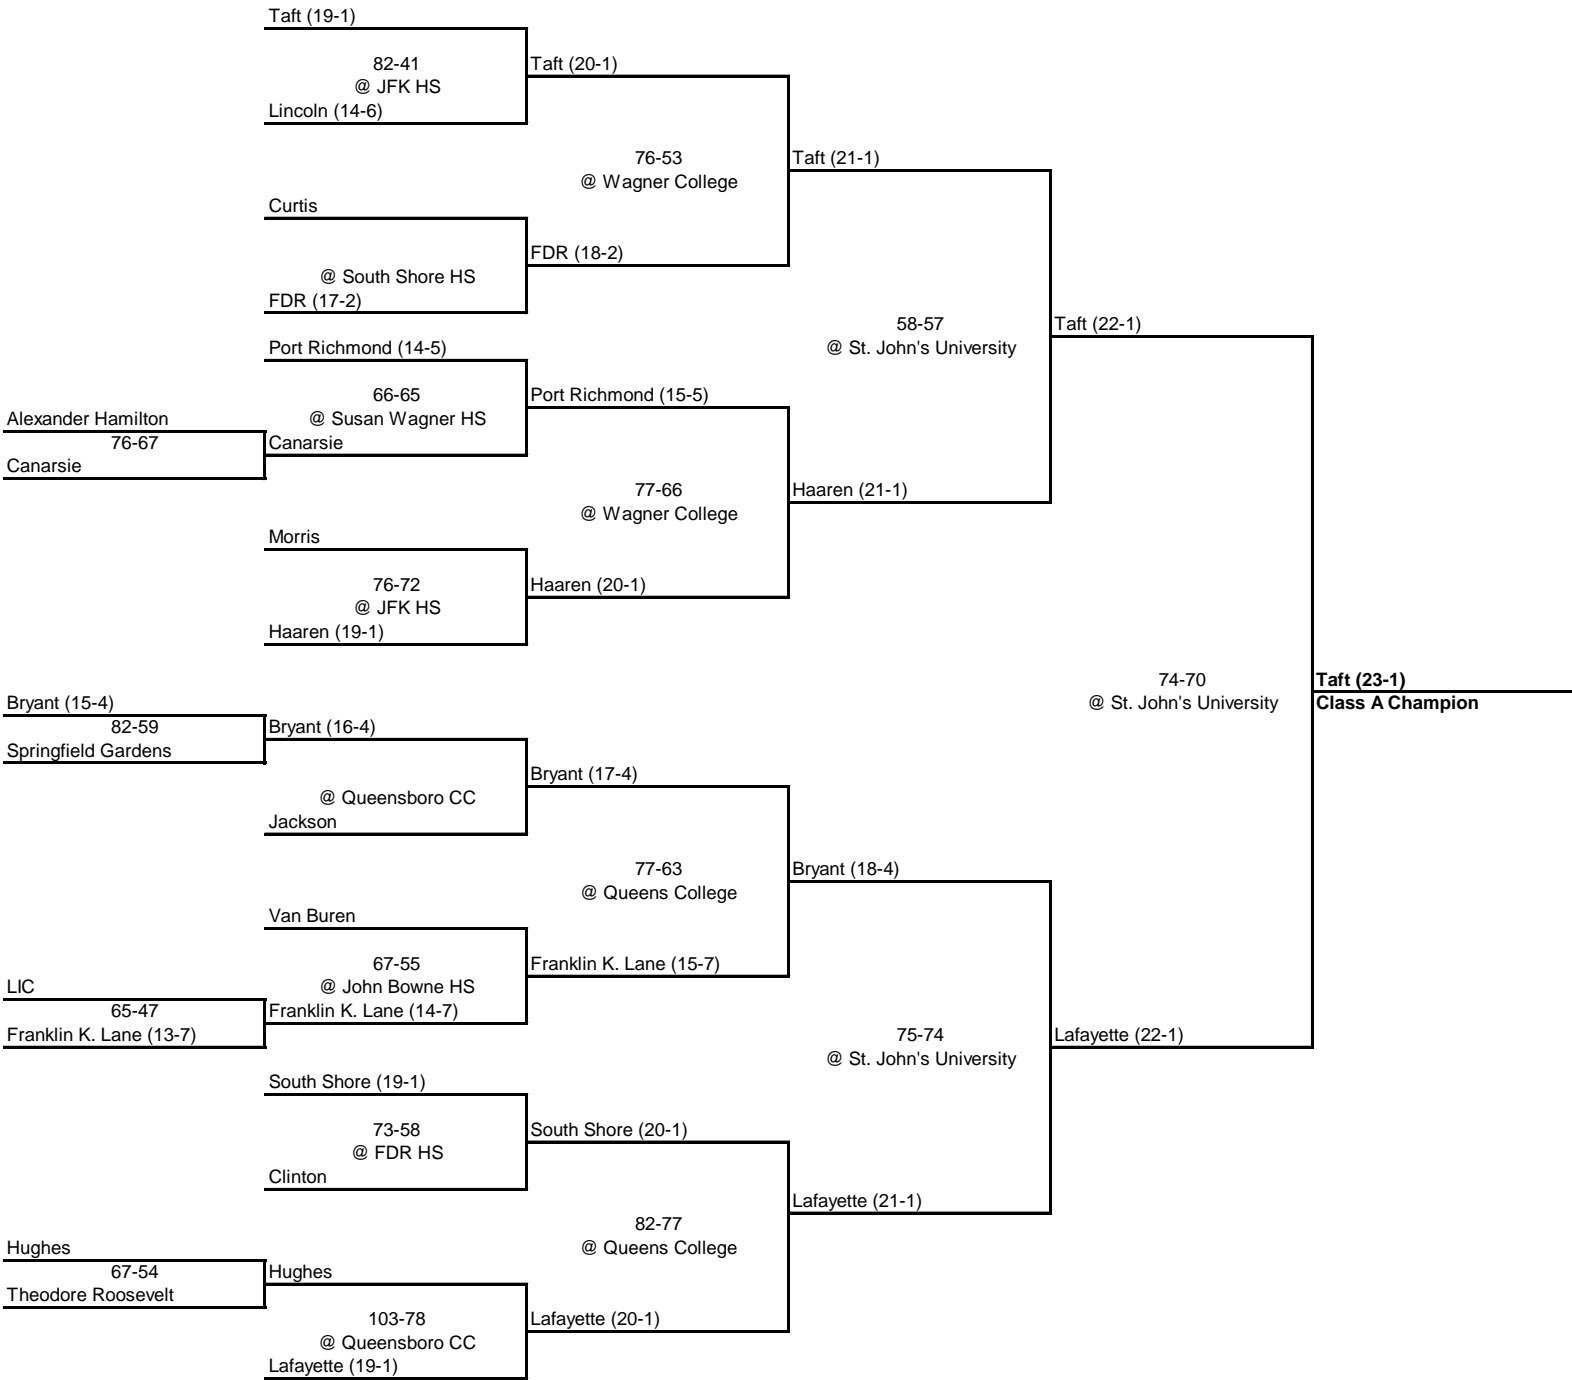 Taft (19-1)
82-41
@ JFK HS
Lincoln (14-6)
Taft (20-1)
76-53
@ Wagner College
Taft (21-1)
Curtis
@ South Shore HS
FDR (17-2)
FDR (18-2)
58-57
@ St. John's University
Taft (22-1)
Port Richmond (14-5)
66-65
@ Susan Wagner HS
Port Richmond (15-5)
Alexander Hamilton
76-67
Canarsie
Canarsie
77-66
@ Wagner College
Haaren (21-1)
Morris
76-72
@ JFK HS
Haaren (19-1)
Haaren (20-1)
74-70
@ St. John's University
Taft (23-1)
Class A Champion
Bryant (15-4)
82-59
Springfield Gardens
Bryant (16-4)
@ Queensboro CC
Jackson
Bryant (17-4)
77-63
@ Queens College
Bryant (18-4)
Van Buren
67-55
@ John Bowne HS
Franklin K. Lane (14-7)
Franklin K. Lane (15-7)
LIC
65-47
Franklin K. Lane (13-7)
75-74
@ St. John's University
Lafayette (22-1)
South Shore (19-1)
73-58
@ FDR HS
Clinton
South Shore (20-1)
82-77
@ Queens College
Lafayette (21-1)
Hughes
67-54
Theodore Roosevelt
Hughes
103-78
@ Queensboro CC
Lafayette (19-1)
Lafayette (20-1)